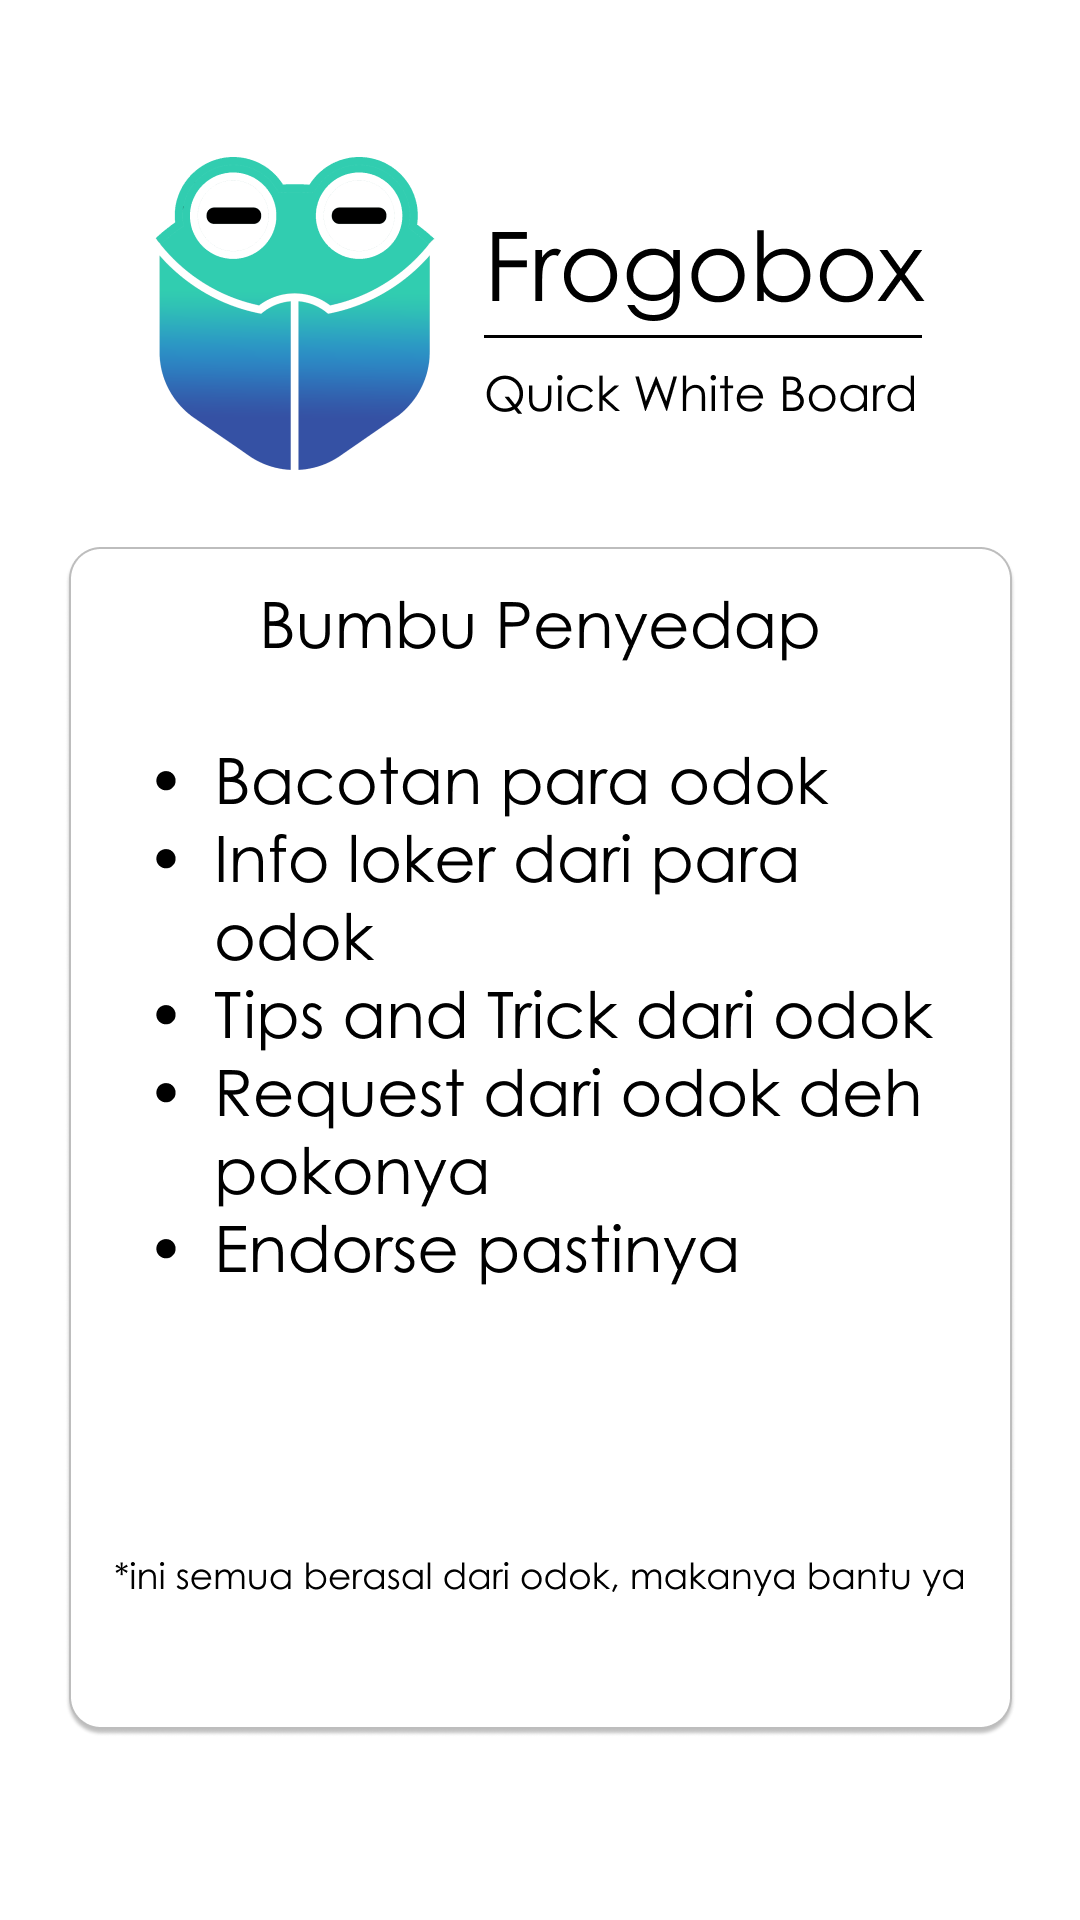 Frogobox
Quick White Board
Bumbu Penyedap
• Bacotan para odok
• Info loker dari para
odok
• Tips and Trick dari odok
• Request dari odok deh
pokonya
• Endorse pastinya
*ini semua berasal dari odok, makanya bantu ya